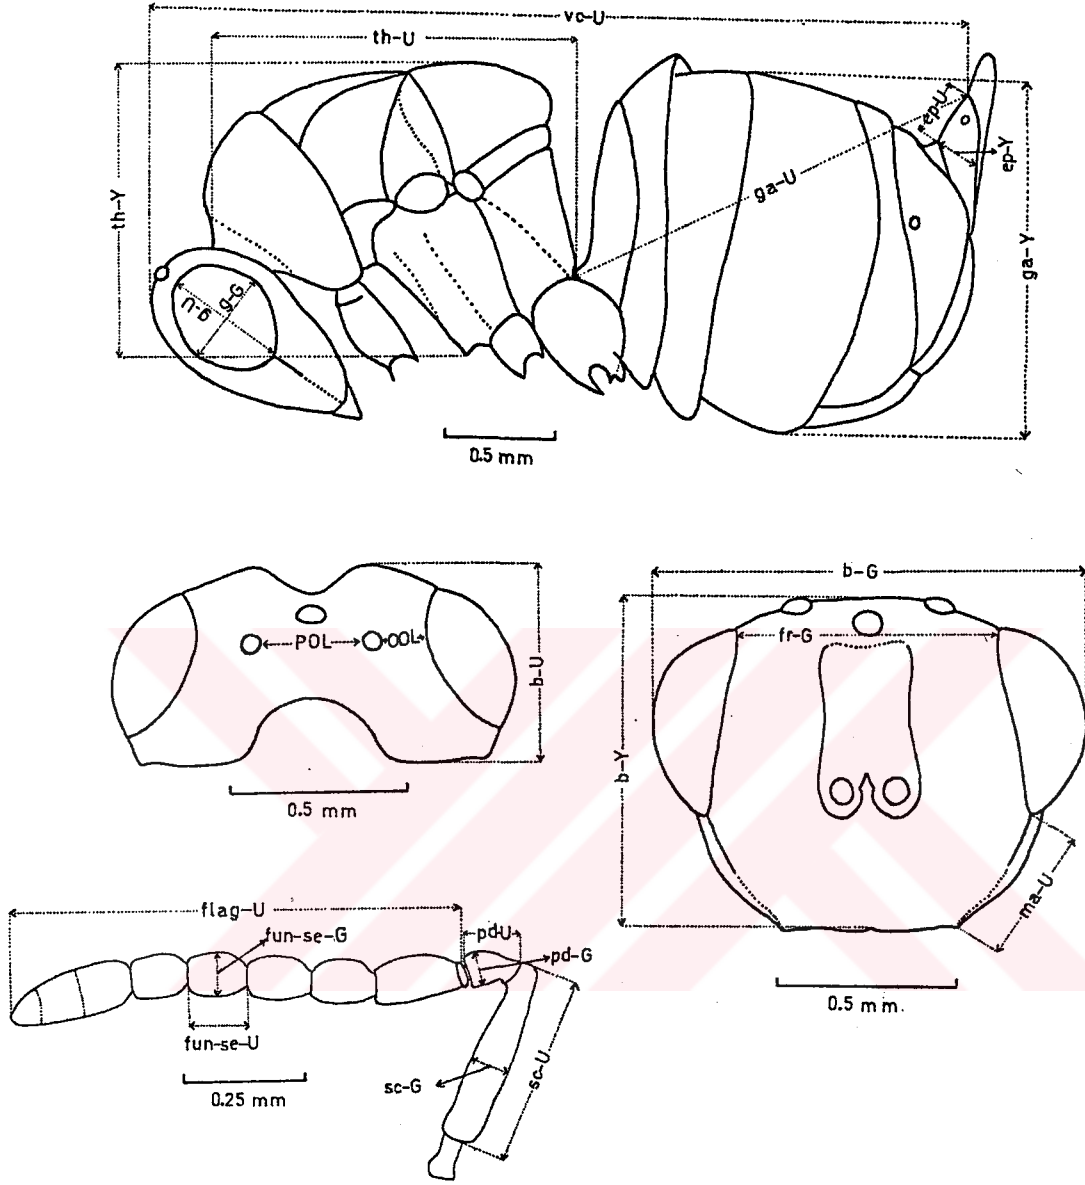 vc-U
th-U
th-Y
ep-U
ep-Y
ga-U
ga-Y
g-U
g-G
0.5 mm
POL
OOL
b-U
0.5 mm
b-G
fr-G
b-Y
ma-U
0.5 mm
flag-U
fun-se-G
pd-U
pd-G
fun-se-U
sc-G
sc-U
0.25 mm